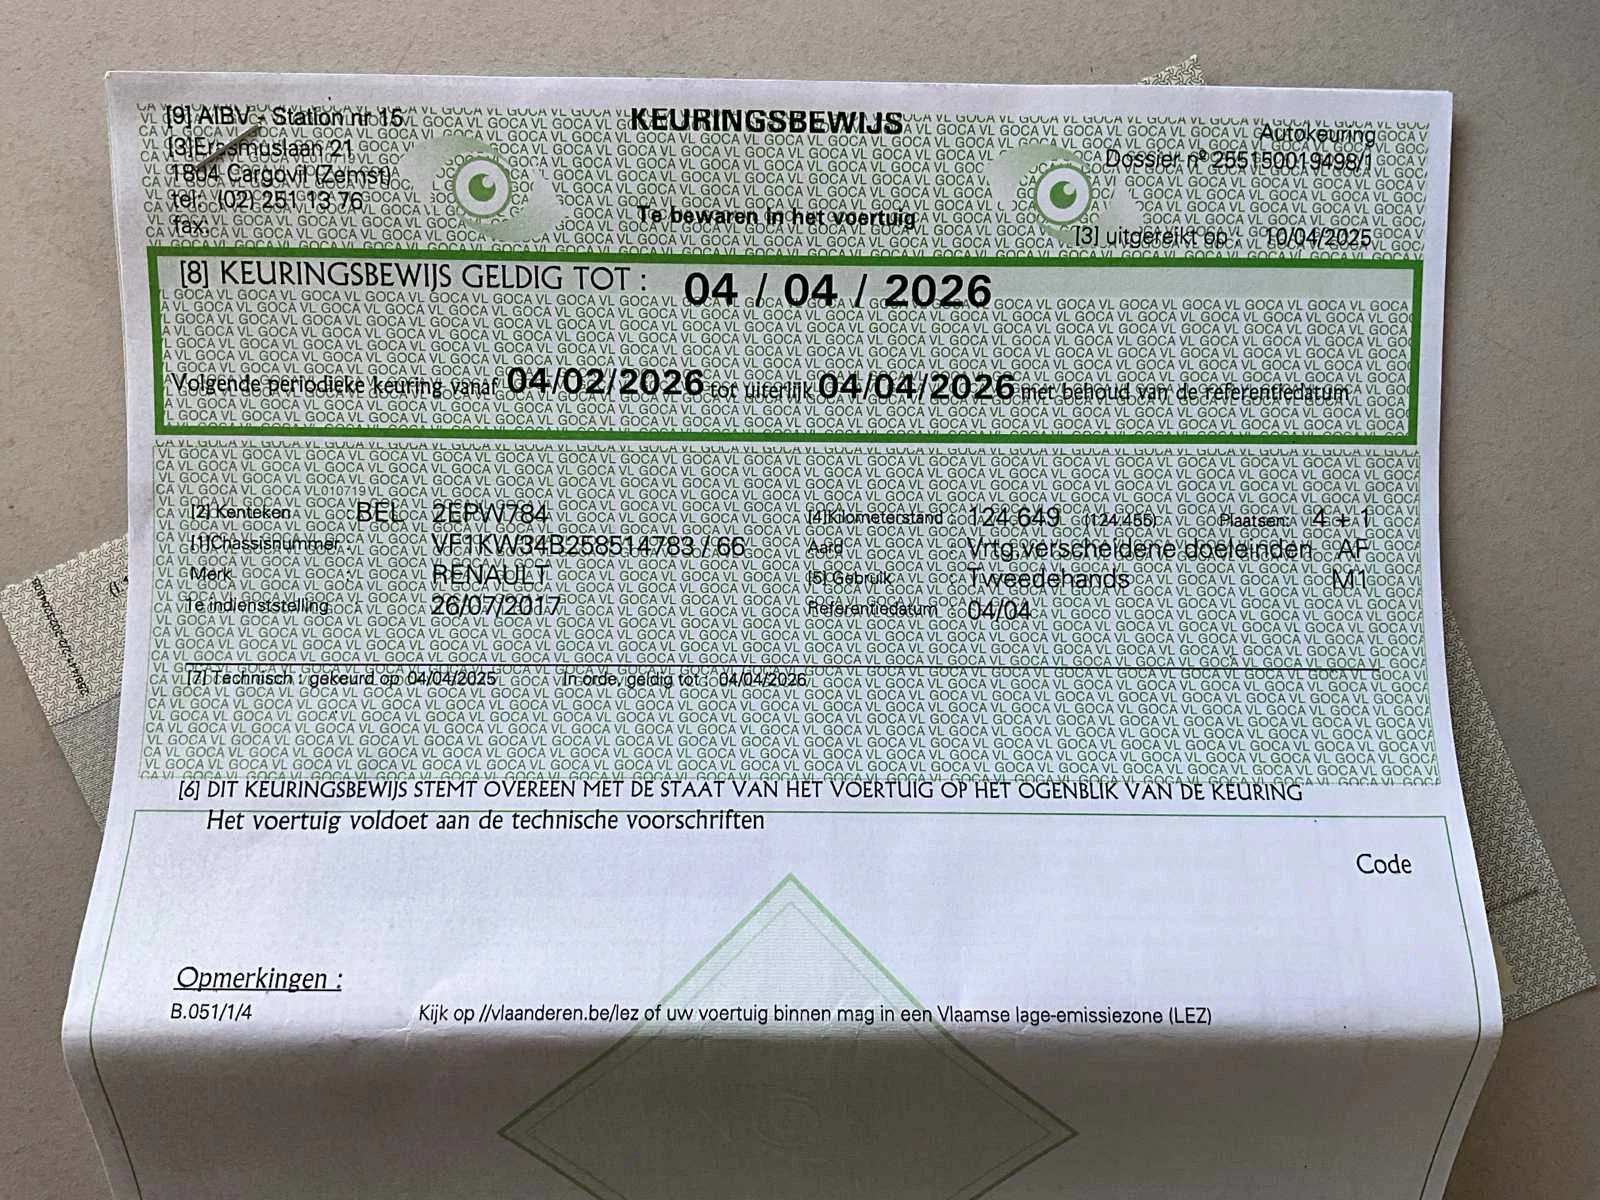 [9] AIBV - Station nr 15
[3]Erasmuslaan 21
1804 Cargovil (Zemst)
tel: (02) 251 13 76
fax:
KEURINGSBEWIJS
Te bewaren in het voertuig
Autokeuring
Dossier nº 255150019498/1
[3] uitgereikt op : 10/04/2025
[8] KEURINGSBEWIJS GELDIG TOT : 04 / 04 / 2026
Volgende periodieke keuring vanaf 04/02/2026 tot uiterlijk 04/04/2026 met behoud van de referentiedatum
VL010719
[2] Kenteken : BEL 2EPW784
[1]Chassisnummer : VF1KW34B258514783 / 66
Merk : RENAULT
Te indienststelling : 26/07/2017
[4]Kilometerstand : 124.649 (124.455) Plaatsen: 4 + 1
Aard : Vrtg.verscheidene doeleinden AF
[5] Gebruik : Tweedehands M1
Referentiedatum : 04/04
[7] Technisch : gekeurd op 04/04/2025 In orde, geldig tot : 04/04/2026
[6] DIT KEURINGSBEWIJS STEMT OVEREEN MET DE STAAT VAN HET VOERTUIG OP HET OGENBLIK VAN DE KEURING
Het voertuig voldoet aan de technische voorschriften
Code
Opmerkingen :
B.051/1/4 Kijk op //vlaanderen.be/lez of uw voertuig binnen mag in een Vlaamse lage-emissiezone (LEZ)